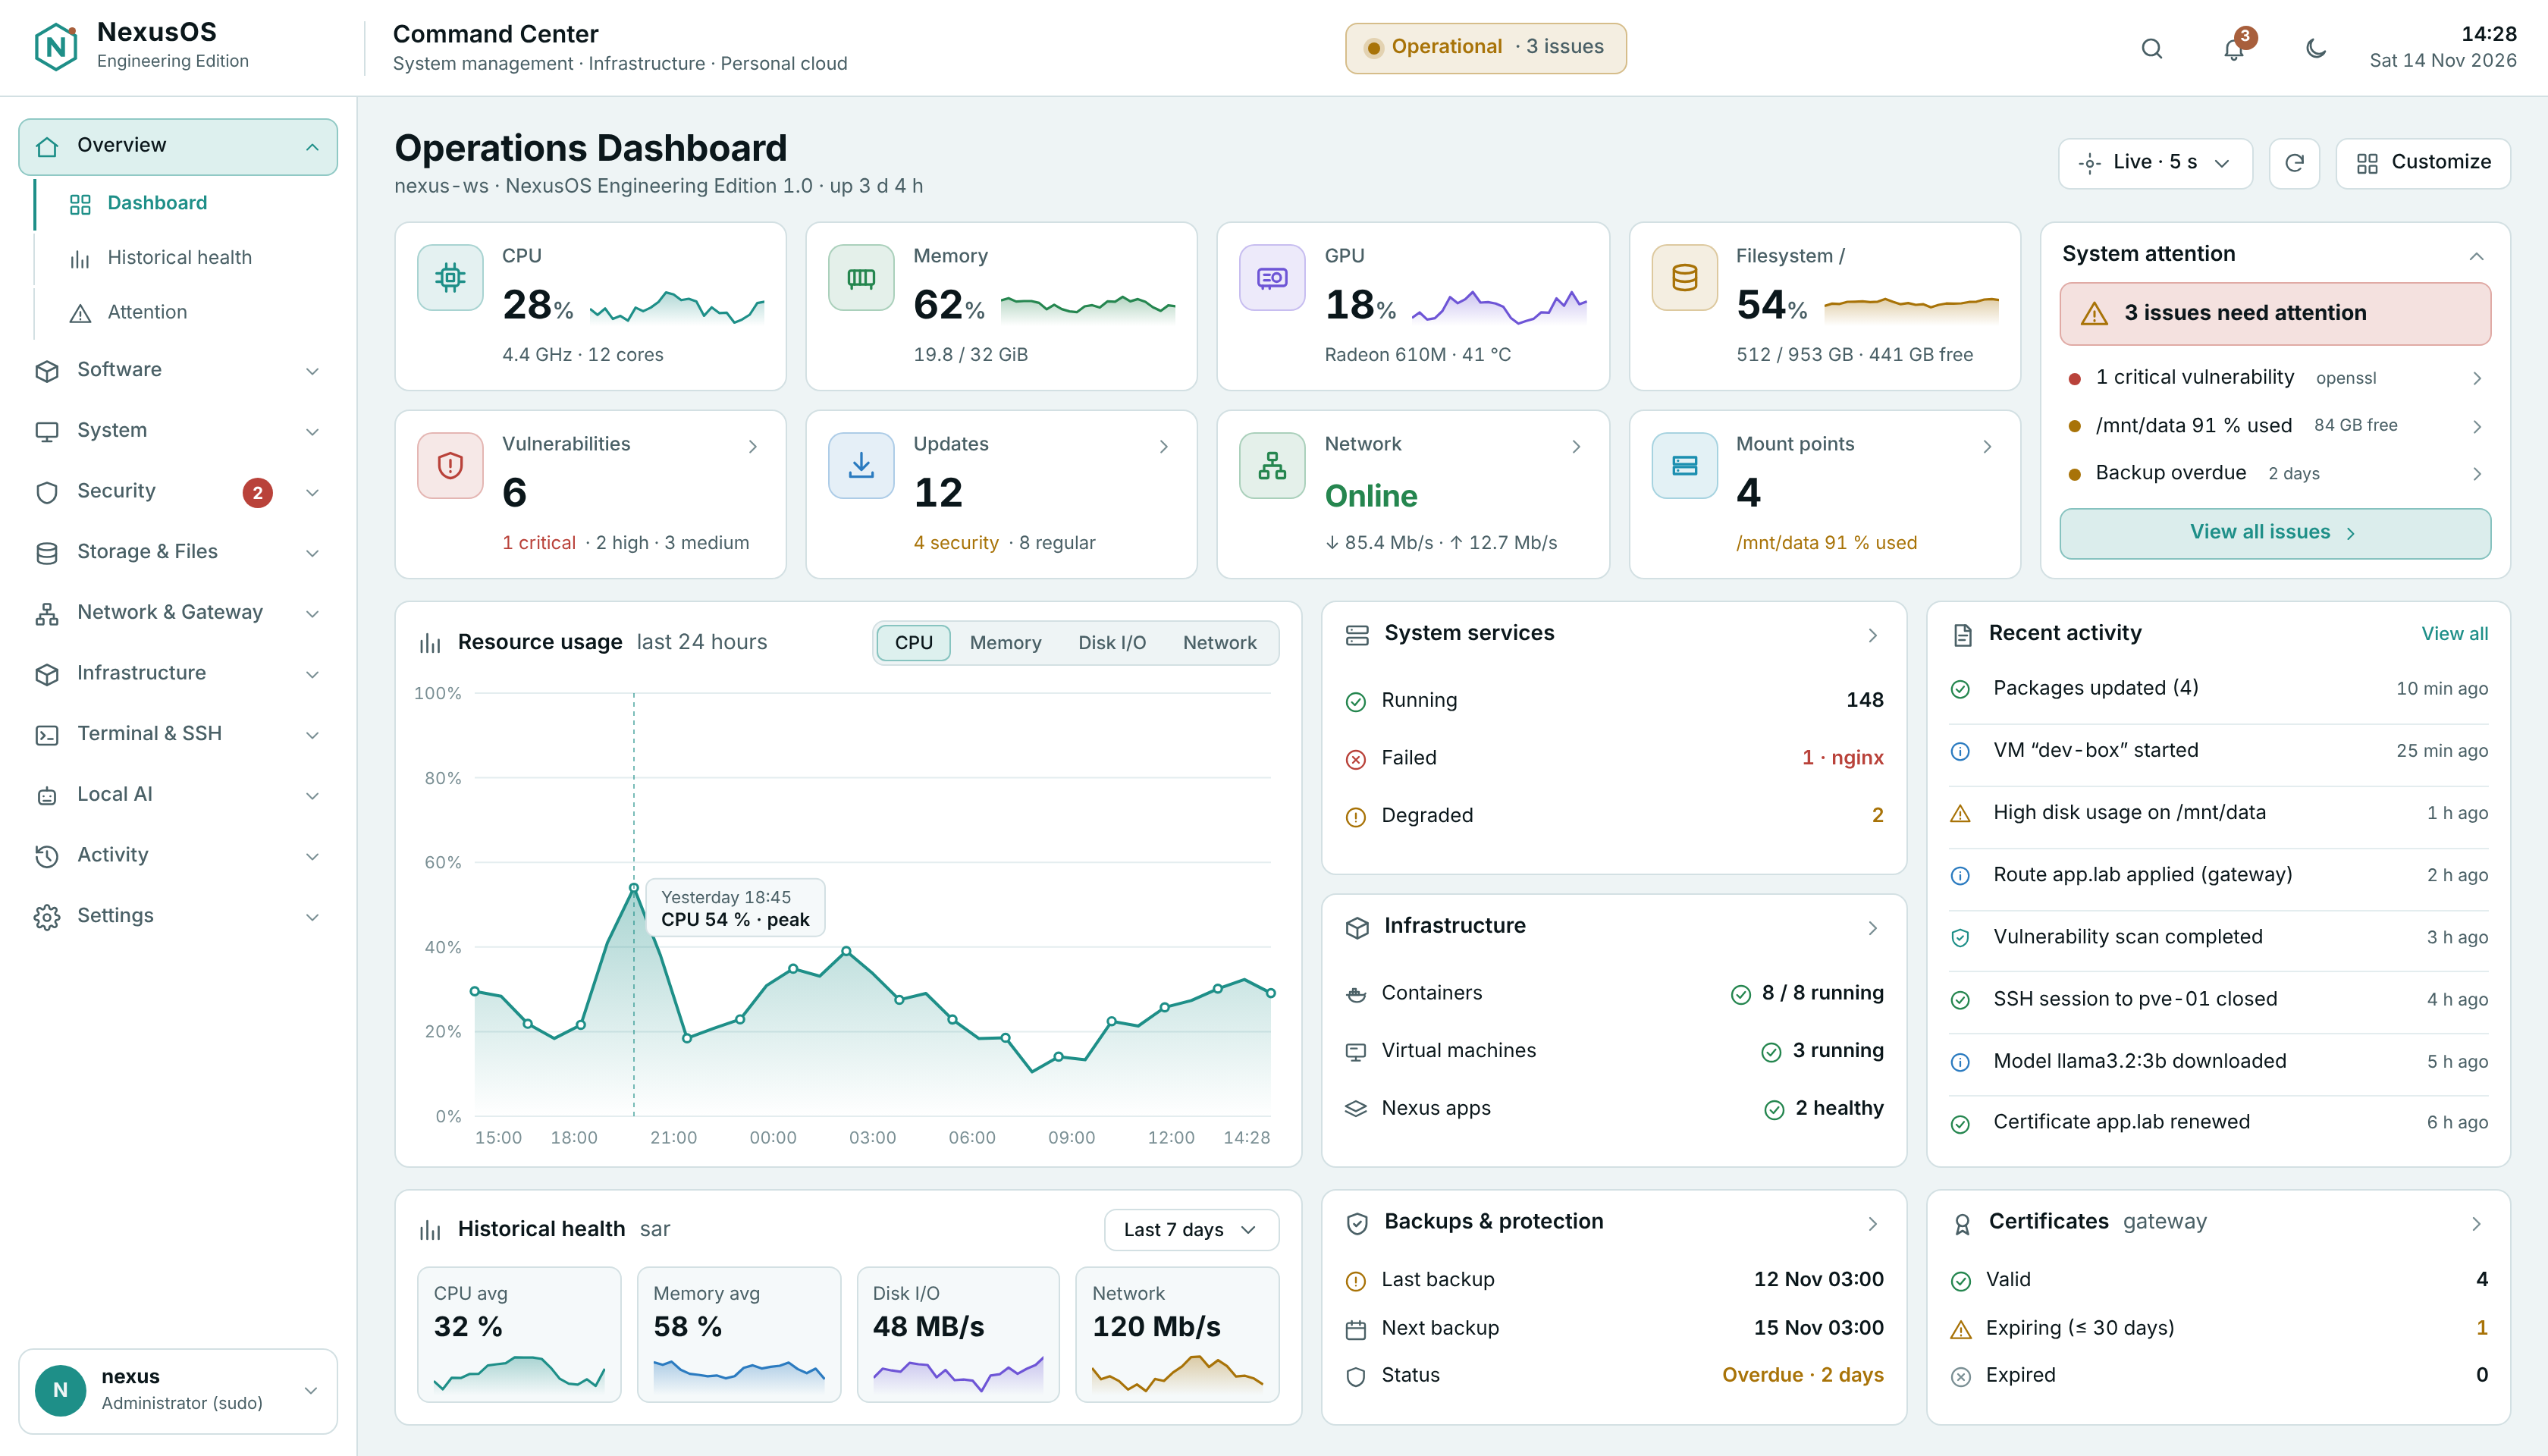 NexusOS
Engineering Edition
Command Center
System management · Infrastructure · Personal cloud
Operational · 3 issues
3
14:28
Sat 14 Nov 2026
Overview
Dashboard
Historical health
Attention
Software
System
Security 2
Storage & Files
Network & Gateway
Infrastructure
Terminal & SSH
Local AI
Activity
Settings
N
nexus
Administrator (sudo)
Operations Dashboard
nexus-ws · NexusOS Engineering Edition 1.0 · up 3 d 4 h
Live · 5 s
Customize
CPU
28%
4.4 GHz · 12 cores
Memory
62%
19.8 / 32 GiB
GPU
18%
Radeon 610M · 41 °C
Filesystem /
54%
512 / 953 GB · 441 GB free
Vulnerabilities
6
1 critical · 2 high · 3 medium
Updates
12
4 security · 8 regular
Network
Online
↓ 85.4 Mb/s · ↑ 12.7 Mb/s
Mount points
4
/mnt/data 91 % used
System attention
3 issues need attention
1 critical vulnerability openssl
/mnt/data 91 % used 84 GB free
Backup overdue 2 days
View all issues
Resource usage last 24 hours
CPU Memory Disk I/O Network
100%
80%
60%
40%
20%
0%
Yesterday 18:45
CPU 54 % · peak
15:00 18:00 21:00 00:00 03:00 06:00 09:00 12:00 14:28
System services
Running 148
Failed 1 · nginx
Degraded 2
Infrastructure
Containers 8 / 8 running
Virtual machines 3 running
Nexus apps 2 healthy
Recent activity View all
Packages updated (4) 10 min ago
VM “dev-box” started 25 min ago
High disk usage on /mnt/data 1 h ago
Route app.lab applied (gateway) 2 h ago
Vulnerability scan completed 3 h ago
SSH session to pve-01 closed 4 h ago
Model llama3.2:3b downloaded 5 h ago
Certificate app.lab renewed 6 h ago
Historical health sar
Last 7 days
CPU avg
32 %
Memory avg
58 %
Disk I/O
48 MB/s
Network
120 Mb/s
Backups & protection
Last backup 12 Nov 03:00
Next backup 15 Nov 03:00
Status Overdue · 2 days
Certificates gateway
Valid 4
Expiring (≤ 30 days) 1
Expired 0